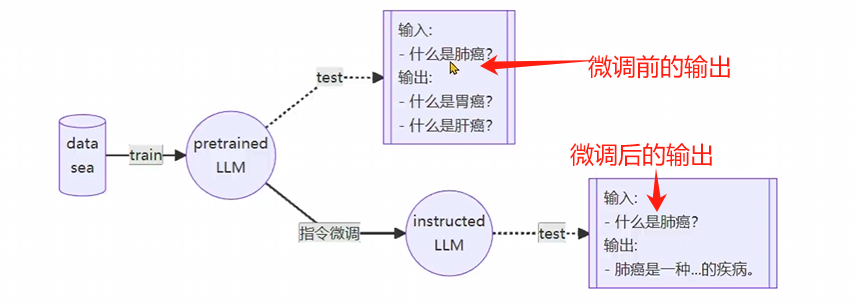 输入:
- 什么是肺癌?
输出:
- 什么是胃癌?
- 什么是肝癌?
微调前的输出
test
data
sea
train
pretrained
LLM
微调后的输出
指令微调
instructed
LLM
test
输入:
- 什么是肺癌?
输出:
- 肺癌是一种...的疾病。